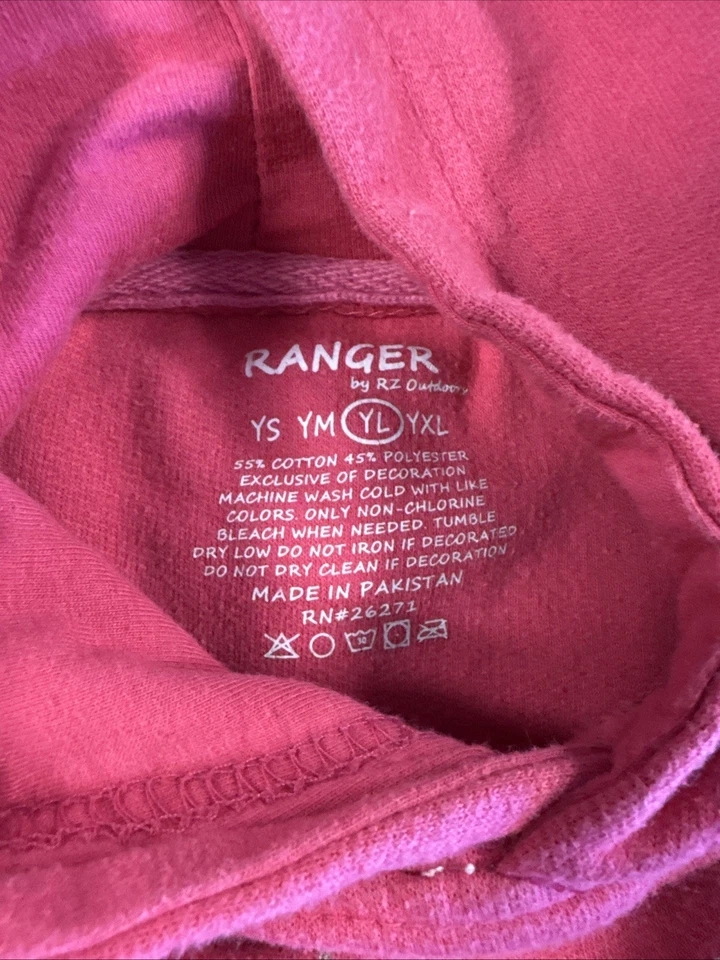 RANGER
by RZ Outdoors
YS YM YL YXL
55% COTTON 45% POLYESTER
EXCLUSIVE OF DECORATION
MACHINE WASH COLD WITH LIKE
COLORS. ONLY NON-CHLORINE
BLEACH WHEN NEEDED. TUMBLE
DRY LOW DO NOT IRON IF DECORATED
DO NOT DRY CLEAN IF DECORATION
MADE IN PAKISTAN
RN#26271
30